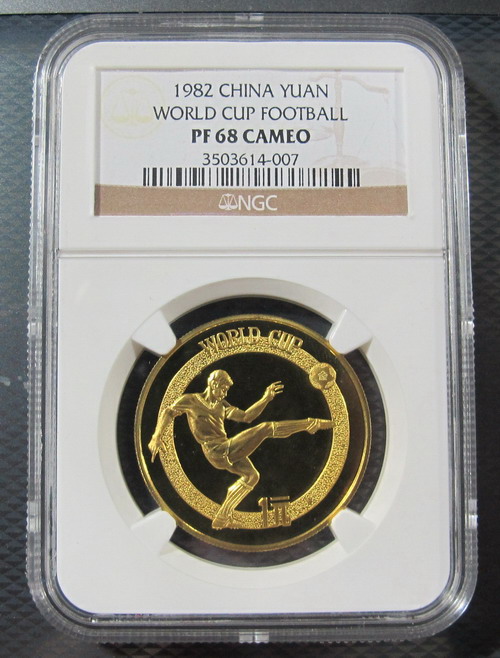 1982 CHINA YUAN
WORLD CUP FOOTBALL
PF 68 CAMEO
3503614-007
NGC
WORLD CUP
1元